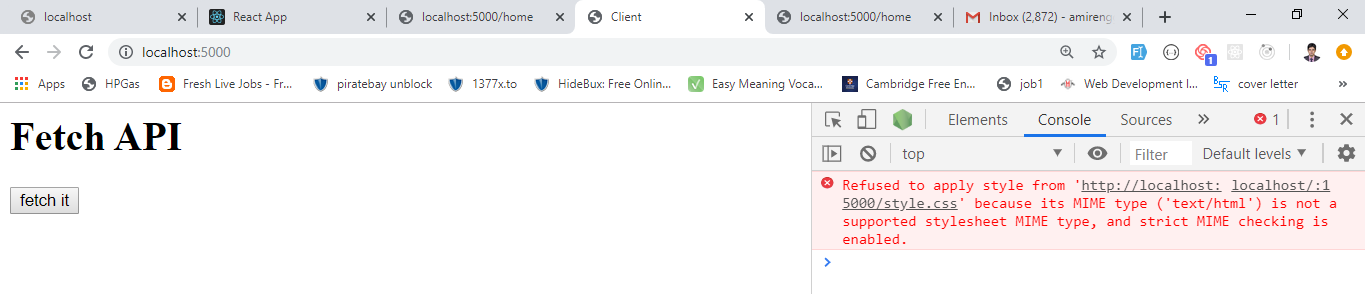 localhost
React App
localhost:5000/home
Client
localhost:5000/home
Inbox (2,872) - amireng
localhost:5000
1
Apps
HPGas
Fresh Live Jobs - Fr...
piratebay unblock
1377x.to
HideBux: Free Onlin...
Easy Meaning Voca...
Cambridge Free En...
job1
Web Development I...
BSR
cover letter
Fetch API
fetch it
Elements
Console
Sources
1
top
Filter
Default levels
Refused to apply style from 'http://localhost: localhost/:1
5000/style.css' because its MIME type ('text/html') is not a
supported stylesheet MIME type, and strict MIME checking is
enabled.